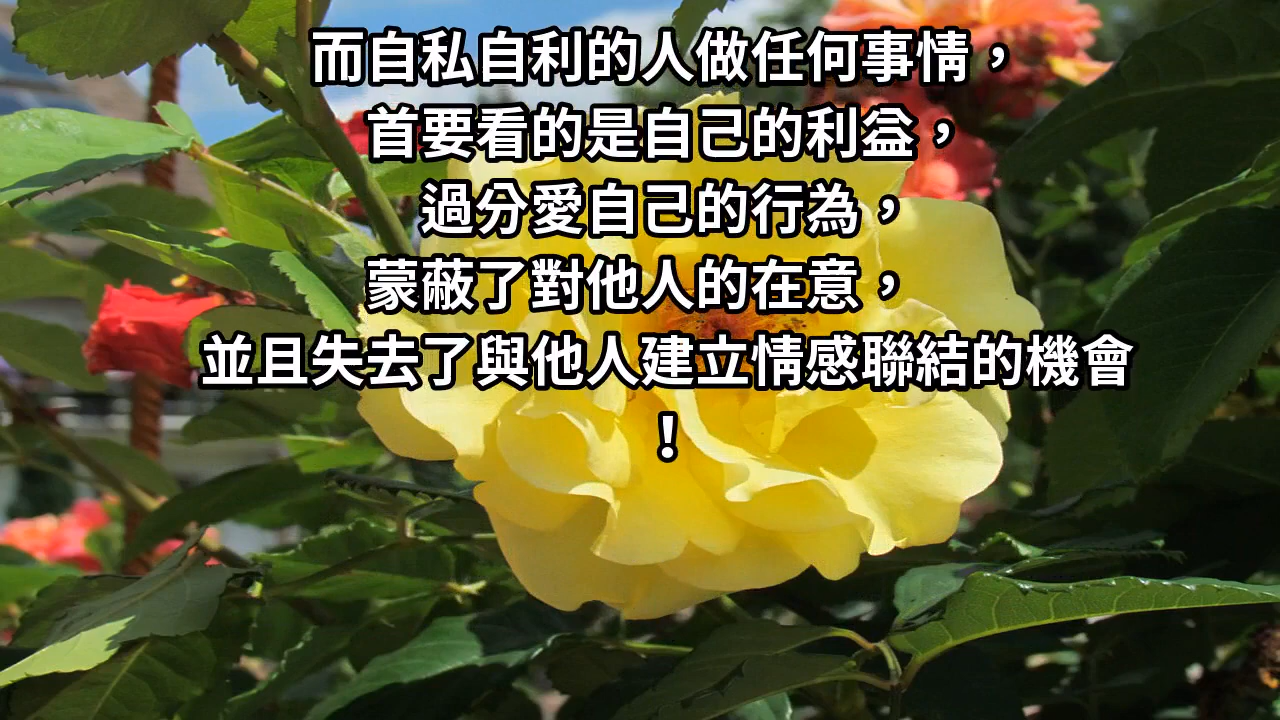 而自私自利的人做任何事情，
首要看的是自己的利益，
過分愛自己的行為，
蒙蔽了對他人的在意，
並且失去了與他人建立情感聯結的機會
！